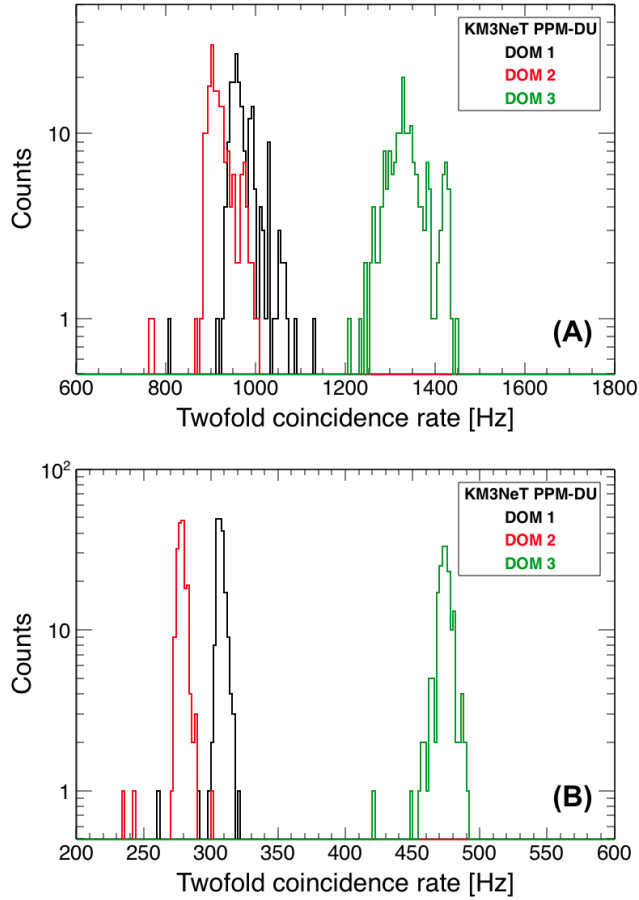 KM3NeT PPM-DU
DOM 1
DOM 2
DOM 3
10
1
Counts
(A)
600 800 1000 1200 1400 1600 1800
Twofold coincidence rate [Hz]
10²
KM3NeT PPM-DU
DOM 1
DOM 2
DOM 3
10
1
Counts
(B)
200 250 300 350 400 450 500 550 600
Twofold coincidence rate [Hz]